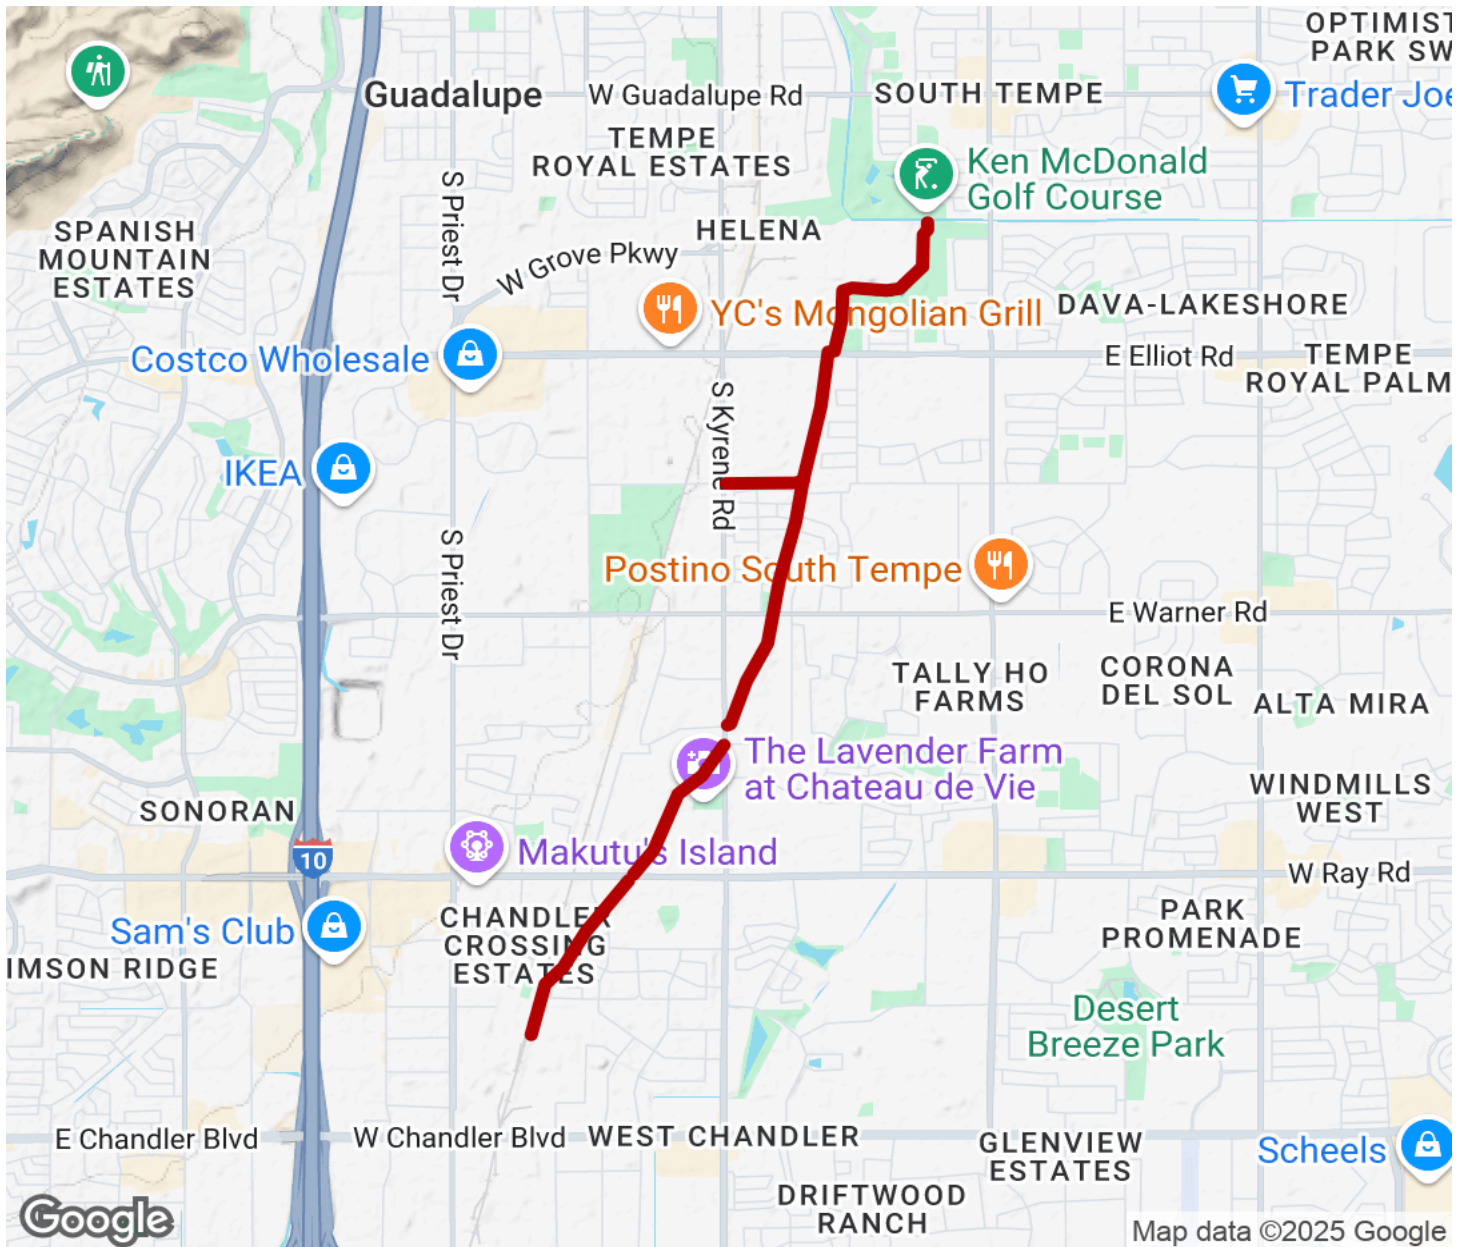 OPTIMIST
PARK SW
Guadalupe
W Guadalupe Rd
SOUTH TEMPE
Trader Joe
TEMPE
ROYAL ESTATES
Ken McDonald
Golf Course
S Priest Dr
SPANISH
MOUNTAIN
ESTATES
HELENA
W Grove Pkwy
YC's Mongolian Grill
DAVA-LAKESHORE
Costco Wholesale
E Elliot Rd
TEMPE
ROYAL PALM
S Kyrene Rd
IKEA
S Priest Dr
Postino South Tempe
E Warner Rd
TALLY HO
FARMS
CORONA
DEL SOL
ALTA MIRA
The Lavender Farm
at Chateau de Vie
WINDMILLS
WEST
SONORAN
10
Makutu's Island
W Ray Rd
Sam's Club
CHANDLER
CROSSING
ESTATES
PARK
PROMENADE
IMSON RIDGE
Desert
Breeze Park
E Chandler Blvd
W Chandler Blvd
WEST CHANDLER
GLENVIEW
ESTATES
Scheels
DRIFTWOOD
RANCH
Google
Map data ©2025 Google